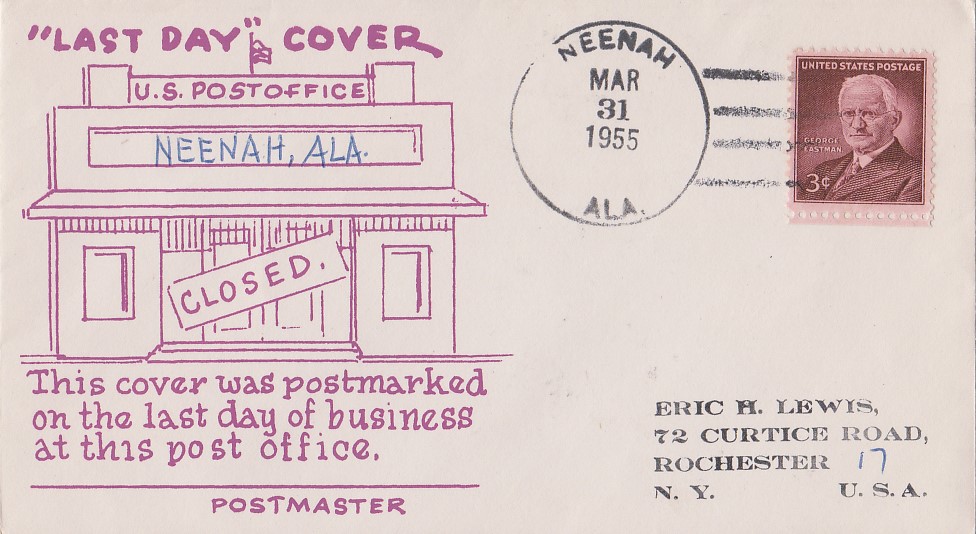 "LAST DAY" COVER
U.S. POSTOFFICE
NEENAH, ALA.
CLOSED.
This cover was postmarked
on the last day of business
at this post office.
POSTMASTER
NEENAH
MAR
31
1955
ALA.
UNITED STATES POSTAGE
GEORGE
EASTMAN
3¢
ERIC H. LEWIS,
72 CURTICE ROAD,
ROCHESTER 17
N. Y. U. S. A.